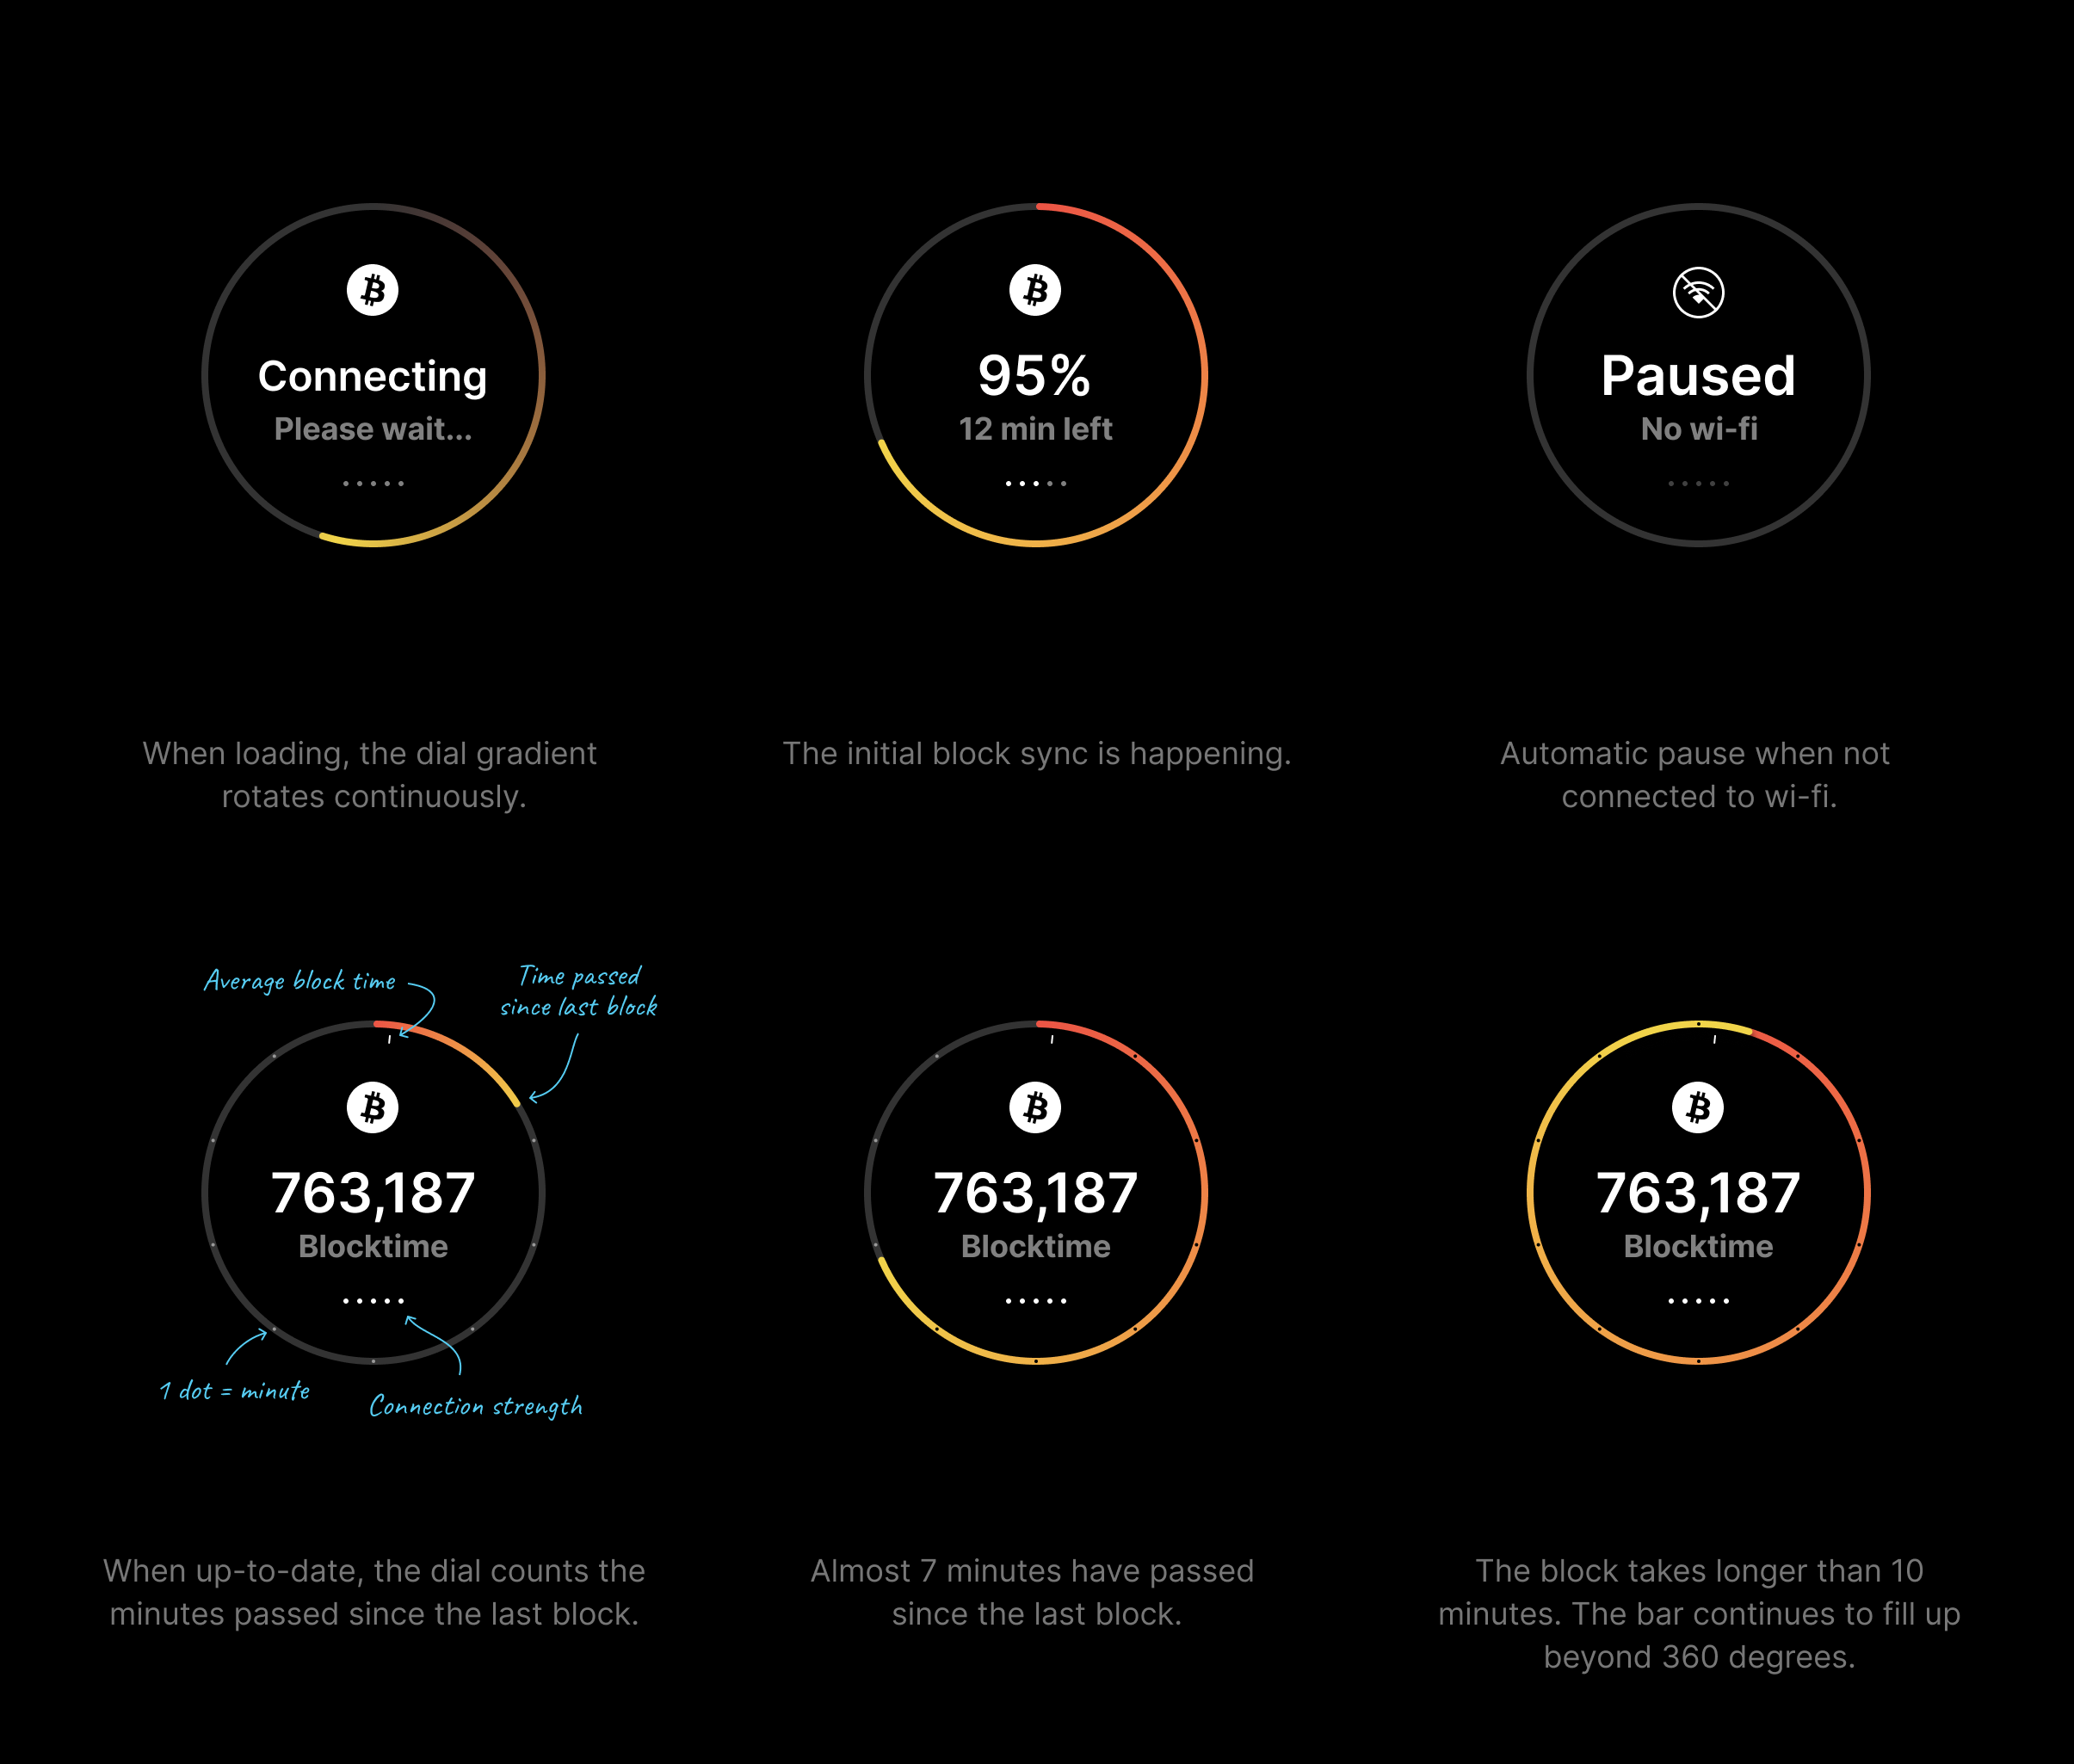 Connecting
Please wait...
95%
12 min left
Paused
No wi-fi
When loading, the dial gradient
rotates continuously.
The initial block sync is happening.
Automatic pause when not
connected to wi-fi.
Average block time
Time passed
since last block
763,187
Blocktime
1 dot = minute
Connection strength
763,187
Blocktime
763,187
Blocktime
When up-to-date, the dial counts the
minutes passed since the last block.
Almost 7 minutes have passed
since the last block.
The block takes longer than 10
minutes. The bar continues to fill up
beyond 360 degrees.